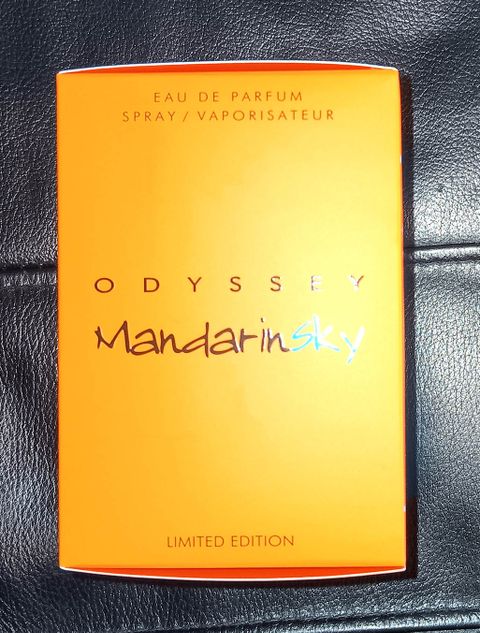 EAU DE PARFUM
SPRAY / VAPORISATEUR
ODYSSEY
Mandarinsky
LIMITED EDITION